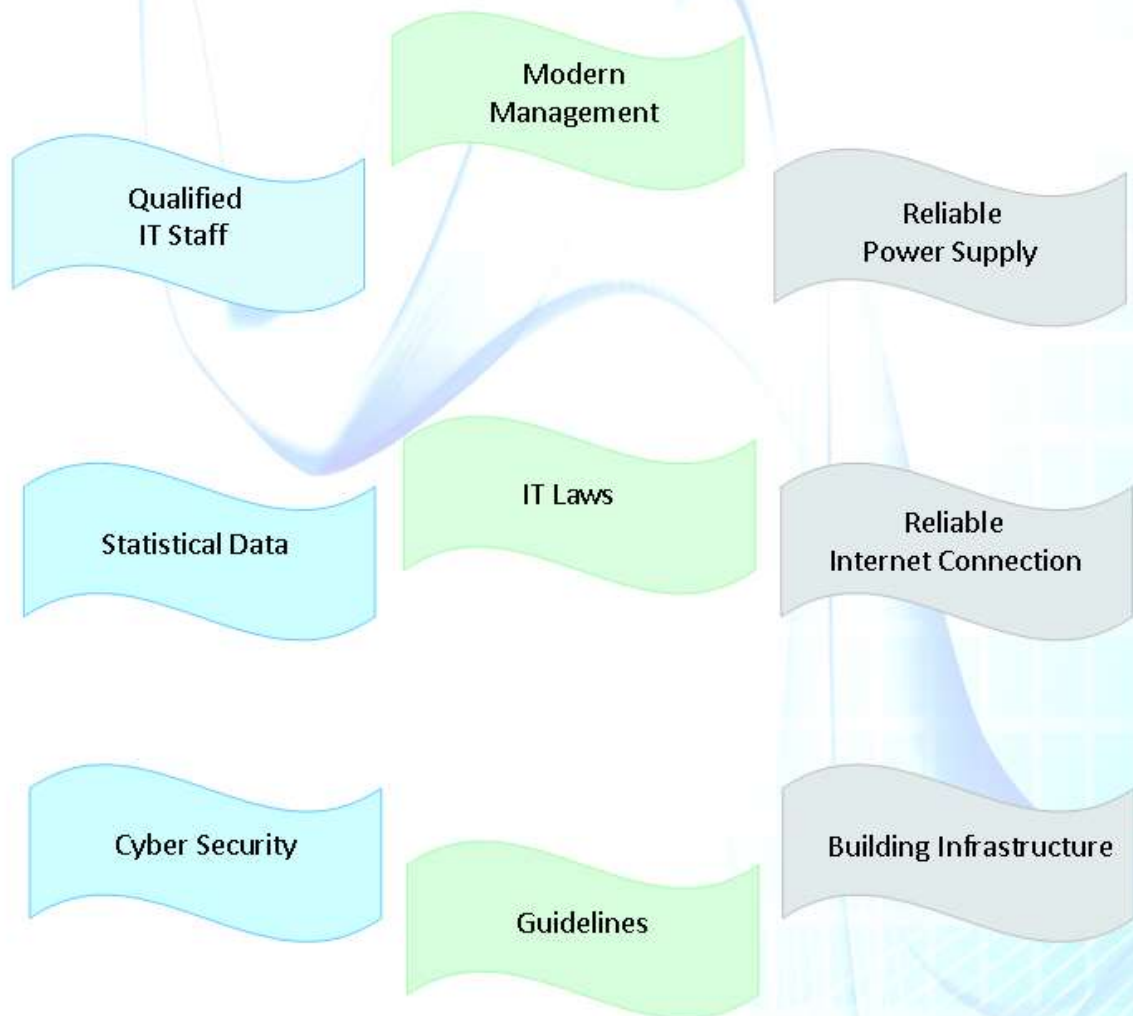 Modern
Management
Qualified
IT Staff
Reliable
Power Supply
IT Laws
Statistical Data
Reliable
Internet Connection
Cyber Security
Building Infrastructure
Guidelines